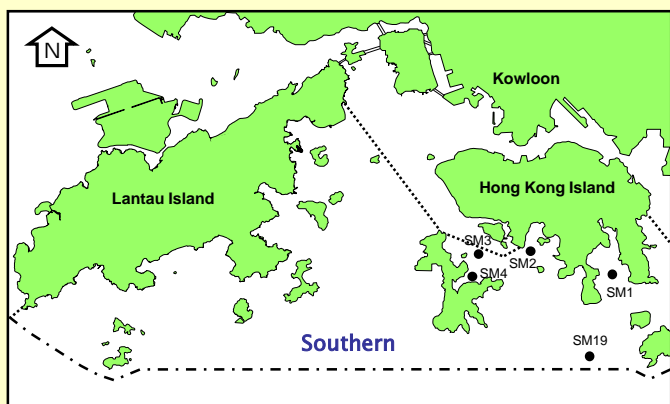 N
Kowloon
Lantau Island
Hong Kong Island
SM3
SM2
SM4
SM1
Southern
SM19